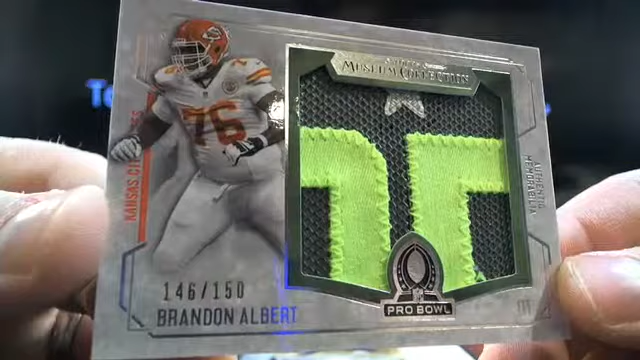 MUSEUM COLLECTION
76
KANSAS CITY CHIEFS
AUTHENTIC
MEMORABILIA
PRO BOWL
146/150
BRANDON ALBERT